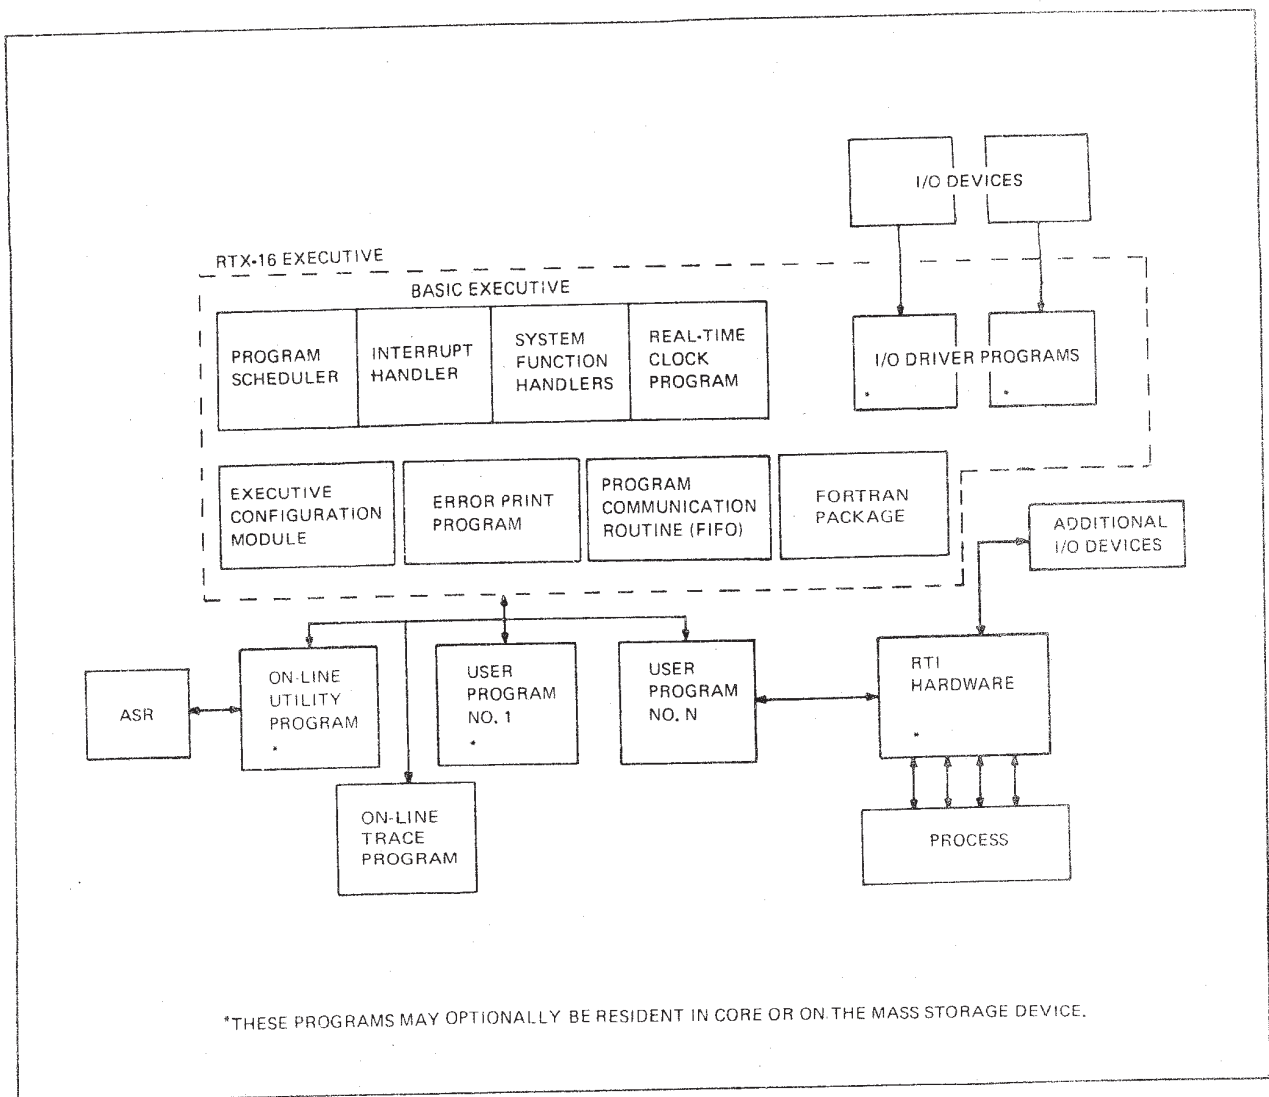 I/O DEVICES
RTX-16 EXECUTIVE
BASIC EXECUTIVE
PROGRAM
SCHEDULER
INTERRUPT
HANDLER
SYSTEM
FUNCTION
HANDLERS
REAL-TIME
CLOCK
PROGRAM
I/O DRIVER PROGRAMS
*
*
EXECUTIVE
CONFIGURATION
MODULE
ERROR PRINT
PROGRAM
PROGRAM
COMMUNICATION
ROUTINE (FIFO)
FORTRAN
PACKAGE
ADDITIONAL
I/O DEVICES
ASR
ON-LINE
UTILITY
PROGRAM
*
USER
PROGRAM
NO. 1
*
USER
PROGRAM
NO. N
RTI
HARDWARE
*
ON-LINE
TRACE
PROGRAM
PROCESS
*THESE PROGRAMS MAY OPTIONALLY BE RESIDENT IN CORE OR ON THE MASS STORAGE DEVICE.